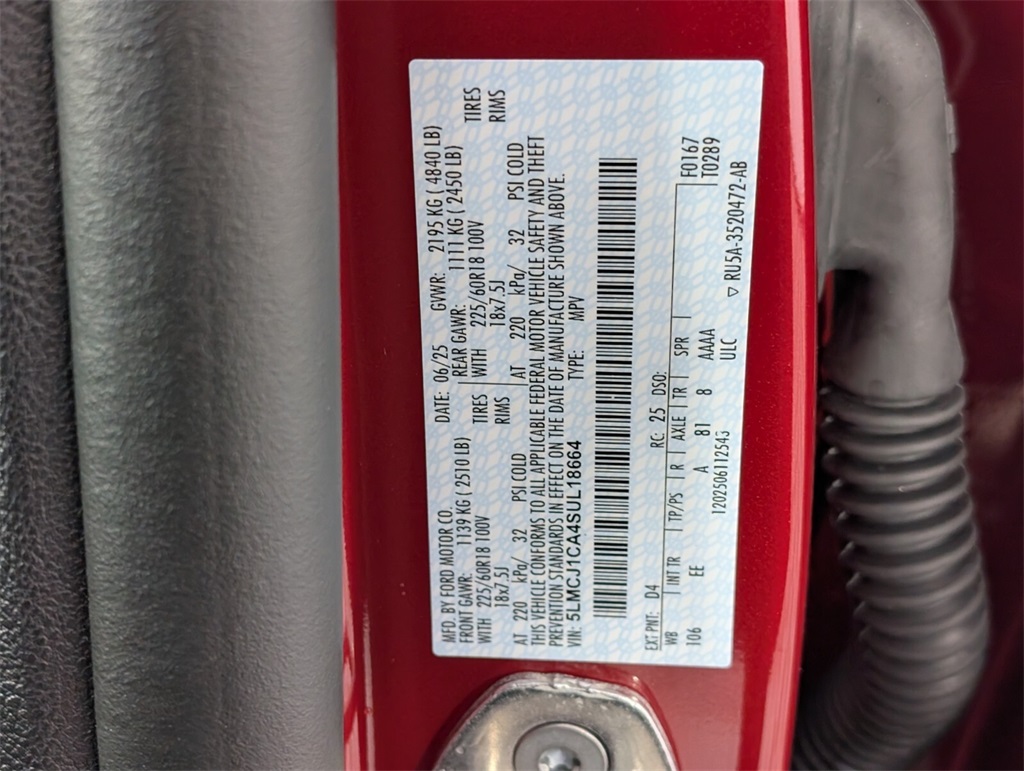 MFD. BY FORD MOTOR CO. DATE: 06/25 GVWR: 2195 KG ( 4840 LB)
FRONT GAWR: 1139 KG ( 2510 LB) REAR GAWR: 1111 KG ( 2450 LB)
WITH 225/60R18 100V TIRES WITH 225/60R18 100V TIRES
18x7.5J RIMS 18x7.5J RIMS
AT 220 kPa/ 32 PSI COLD AT 220 kPa/ 32 PSI COLD
THIS VEHICLE CONFORMS TO ALL APPLICABLE FEDERAL MOTOR VEHICLE SAFETY AND THEFT
PREVENTION STANDARDS IN EFFECT ON THE DATE OF MANUFACTURE SHOWN ABOVE.
VIN: 5LMCJ1CA4SUL18664 TYPE: MPV
EXT PNT: D4 RC: 25 DSO: F0167
WB INT TR TP/PS R AXLE TR SPR T0289
106 EE A 81 8 AAAA
1202506112543 ULC ▽ RU5A-3520472-AB